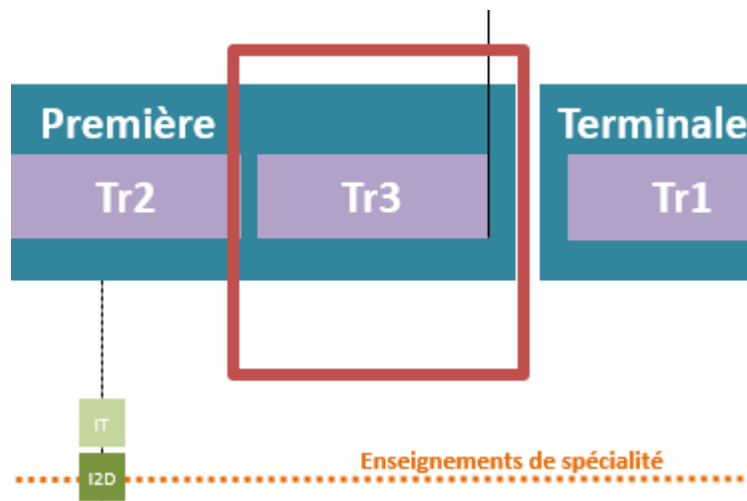 Première
Terminale
Tr2
Tr3
Tr1
IT
Enseignements de spécialité
I2D